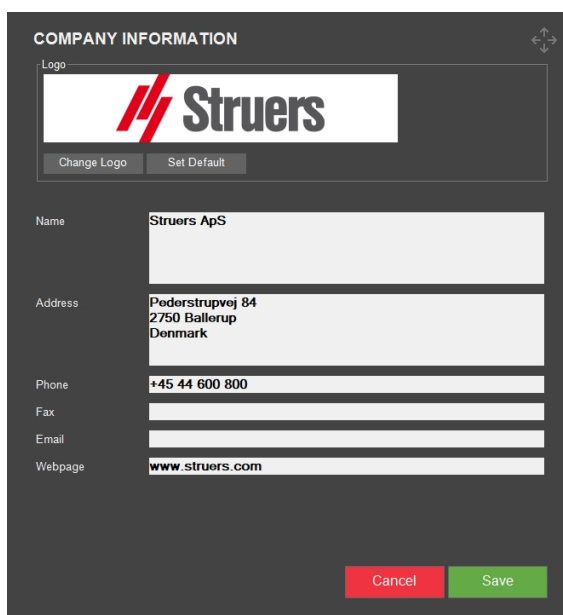 COMPANY INFORMATION
Logo
Struers
Change Logo
Set Default
Name
Struers ApS
Address
Pederstrupvej 84
2750 Ballerup
Denmark
Phone
+45 44 600 800
Fax
Email
Webpage
www.struers.com
Cancel
Save